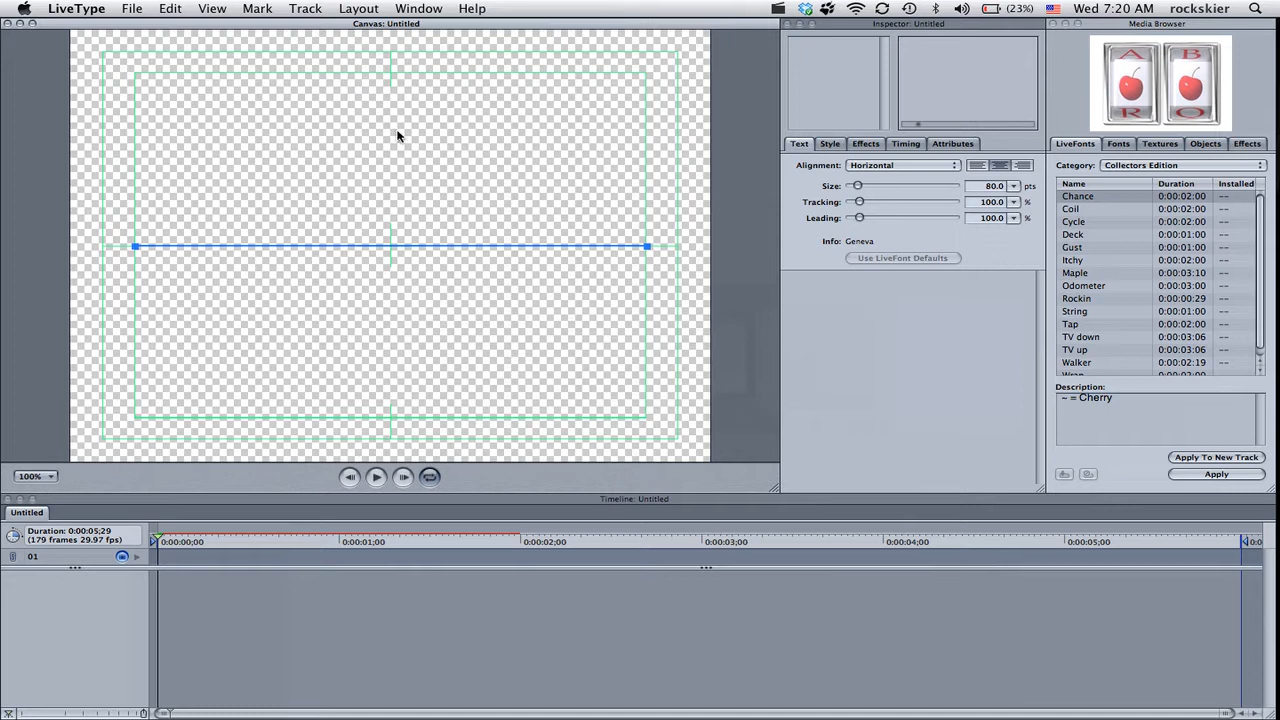 LiveType File Edit View Mark Track Layout Window Help (23%) Wed 7:20 AM rockskier
Canvas: Untitled
Inspector: Untitled
Media Browser
A B
R O
Text Style Effects Timing Attributes
LiveFonts Fonts Textures Objects Effects
Alignment: Horizontal
Category: Collectors Edition
Size: 80.0 pts
Tracking: 100.0 %
Leading: 100.0 %
Info: Geneva
Use LiveFont Defaults
Name Duration Installed
Chance 0:00:02:00 --
Coil 0:00:02:00 --
Cycle 0:00:02:00 --
Deck 0:00:01:00 --
Gust 0:00:01:00 --
Itchy 0:00:02:00 --
Maple 0:00:03:10 --
Odometer 0:00:03:10 --
Rockin 0:00:00:29 --
String 0:00:01:00 --
Tap 0:00:02:00 --
TV down 0:00:03:06 --
TV up 0:00:03:06 --
Walker 0:00:02:19 --
Description:
~ = Cherry
Apply To New Track
Apply
100%
Timeline: Untitled
Untitled
Duration: 0:00:05;29
(179 frames 29.97 fps)
0:00:00;00 0:00:01;00 0:00:02;00 0:00:03;00 0:00:04;00 0:00:05;00
01